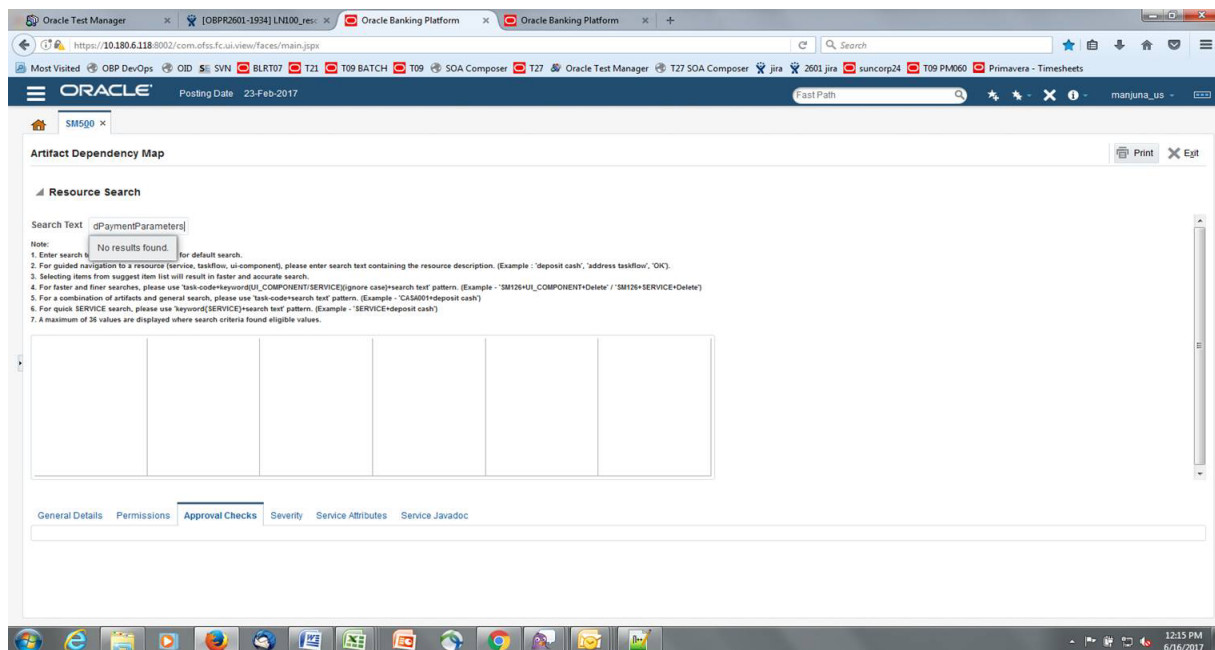 Oracle Test Manager
[OBPR2601-1934] LN100_resc
Oracle Banking Platform
Oracle Banking Platform
https://10.180.6.118:8002/com.ofss.fc.ui.view/faces/main.jspx
Search
Most Visited OBP DevOps OID SE SVN BLRT07 T21 T09 BATCH T09 SOA Composer T27 Oracle Test Manager T27 SOA Composer jira 2601 jira suncorp24 T09 PM060 Primavera - Timesheets
ORACLE Posting Date 23-Feb-2017 Fast Path manjuna_us
SM500
Artifact Dependency Map Print Exit
Resource Search
Search Text dPaymentParameters
No results found.
Note:
1. Enter search t for default search.
2. For guided navigation to a resource (service, taskflow, ui-component), please enter search text containing the resource description. (Example : 'deposit cash', 'address taskflow', 'OK').
3. Selecting items from suggest item list will result in faster and accurate search.
4. For faster and finer searches, please use 'task-code+keyword(UI_COMPONENT/SERVICE)(ignore case)+search text' pattern. (Example - 'SM126+UI_COMPONENT+Delete' / 'SM126+SERVICE+Delete')
5. For a combination of artifacts and general search, please use 'task-code+search text' pattern. (Example - 'CASA001+deposit cash')
6. For quick SERVICE search, please use 'keyword(SERVICE)+search text' pattern. (Example - 'SERVICE+deposit cash')
7. A maximum of 36 values are displayed where search criteria found eligible values.
General Details Permissions Approval Checks Severity Service Attributes Service Javadoc
12:15 PM
6/16/2017